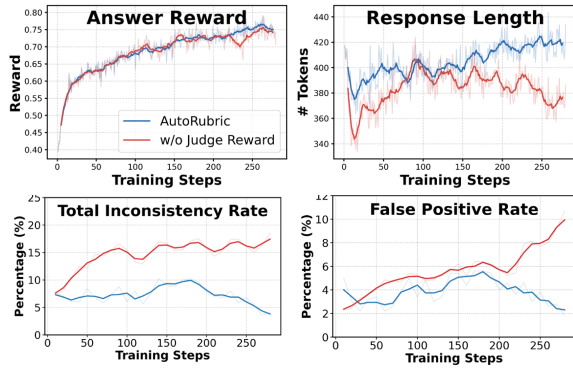 Answer Reward
Reward
0.80
0.75
0.70
0.65
0.60
0.55
0.50
0.45
0.40
AutoRubric
w/o Judge Reward
0 50 100 150 200 250
Training Steps
Response Length
# Tokens
440
420
400
380
360
340
0 50 100 150 200 250
Training Steps
Total Inconsistency Rate
Percentage (%)
25
20
15
10
5
0
0 50 100 150 200 250
Training Steps
False Positive Rate
Percentage (%)
12
10
8
6
4
2
0
0 50 100 150 200 250
Training Steps